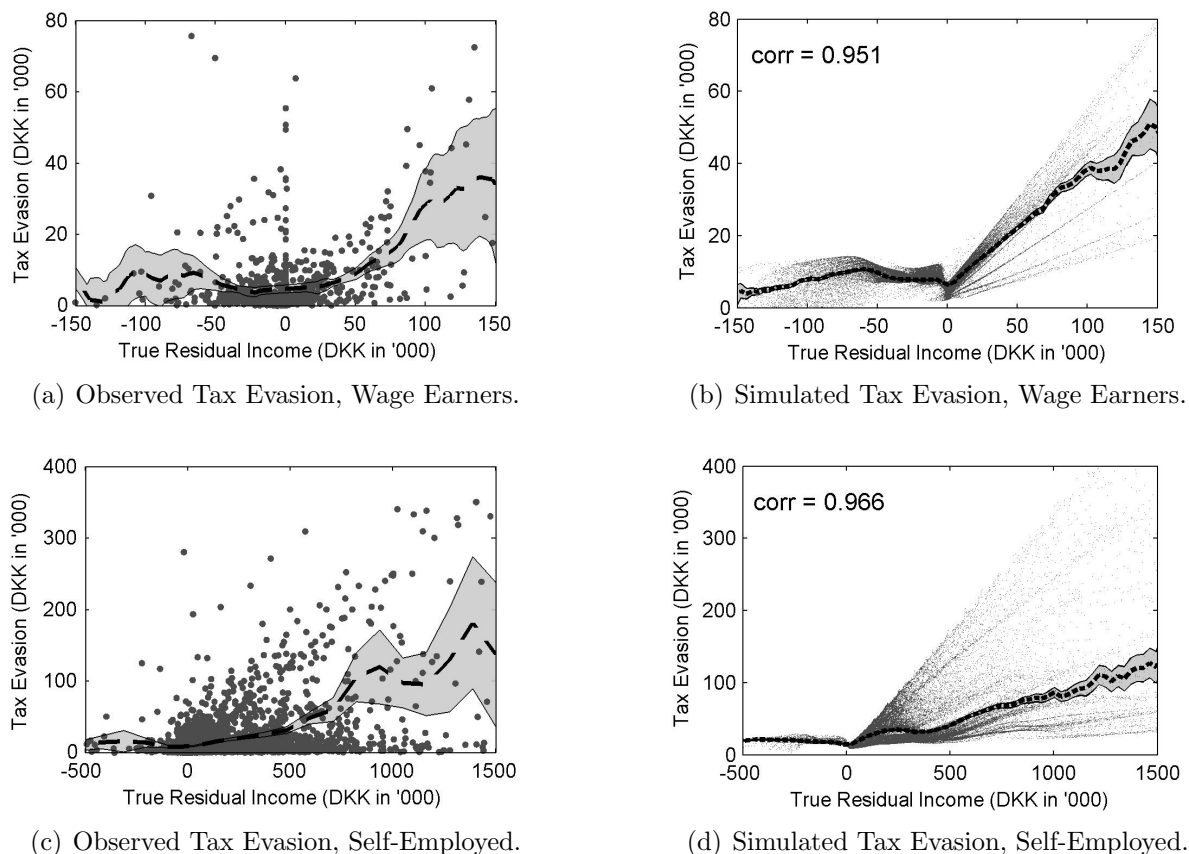 80
60
40
20
0
Tax Evasion (DKK in '000)
-150 -100 -50 0 50 100 150
True Residual Income (DKK in '000)
(a) Observed Tax Evasion, Wage Earners.
corr = 0.951
80
60
40
20
0
Tax Evasion (DKK in '000)
-150 -100 -50 0 50 100 150
True Residual Income (DKK in '000)
(b) Simulated Tax Evasion, Wage Earners.
400
300
200
100
0
Tax Evasion (DKK in '000)
-500 0 500 1000 1500
True Residual Income (DKK in '000)
(c) Observed Tax Evasion, Self-Employed.
corr = 0.966
400
300
200
100
0
Tax Evasion (DKK in '000)
-500 0 500 1000 1500
True Residual Income (DKK in '000)
(d) Simulated Tax Evasion, Self-Employed.